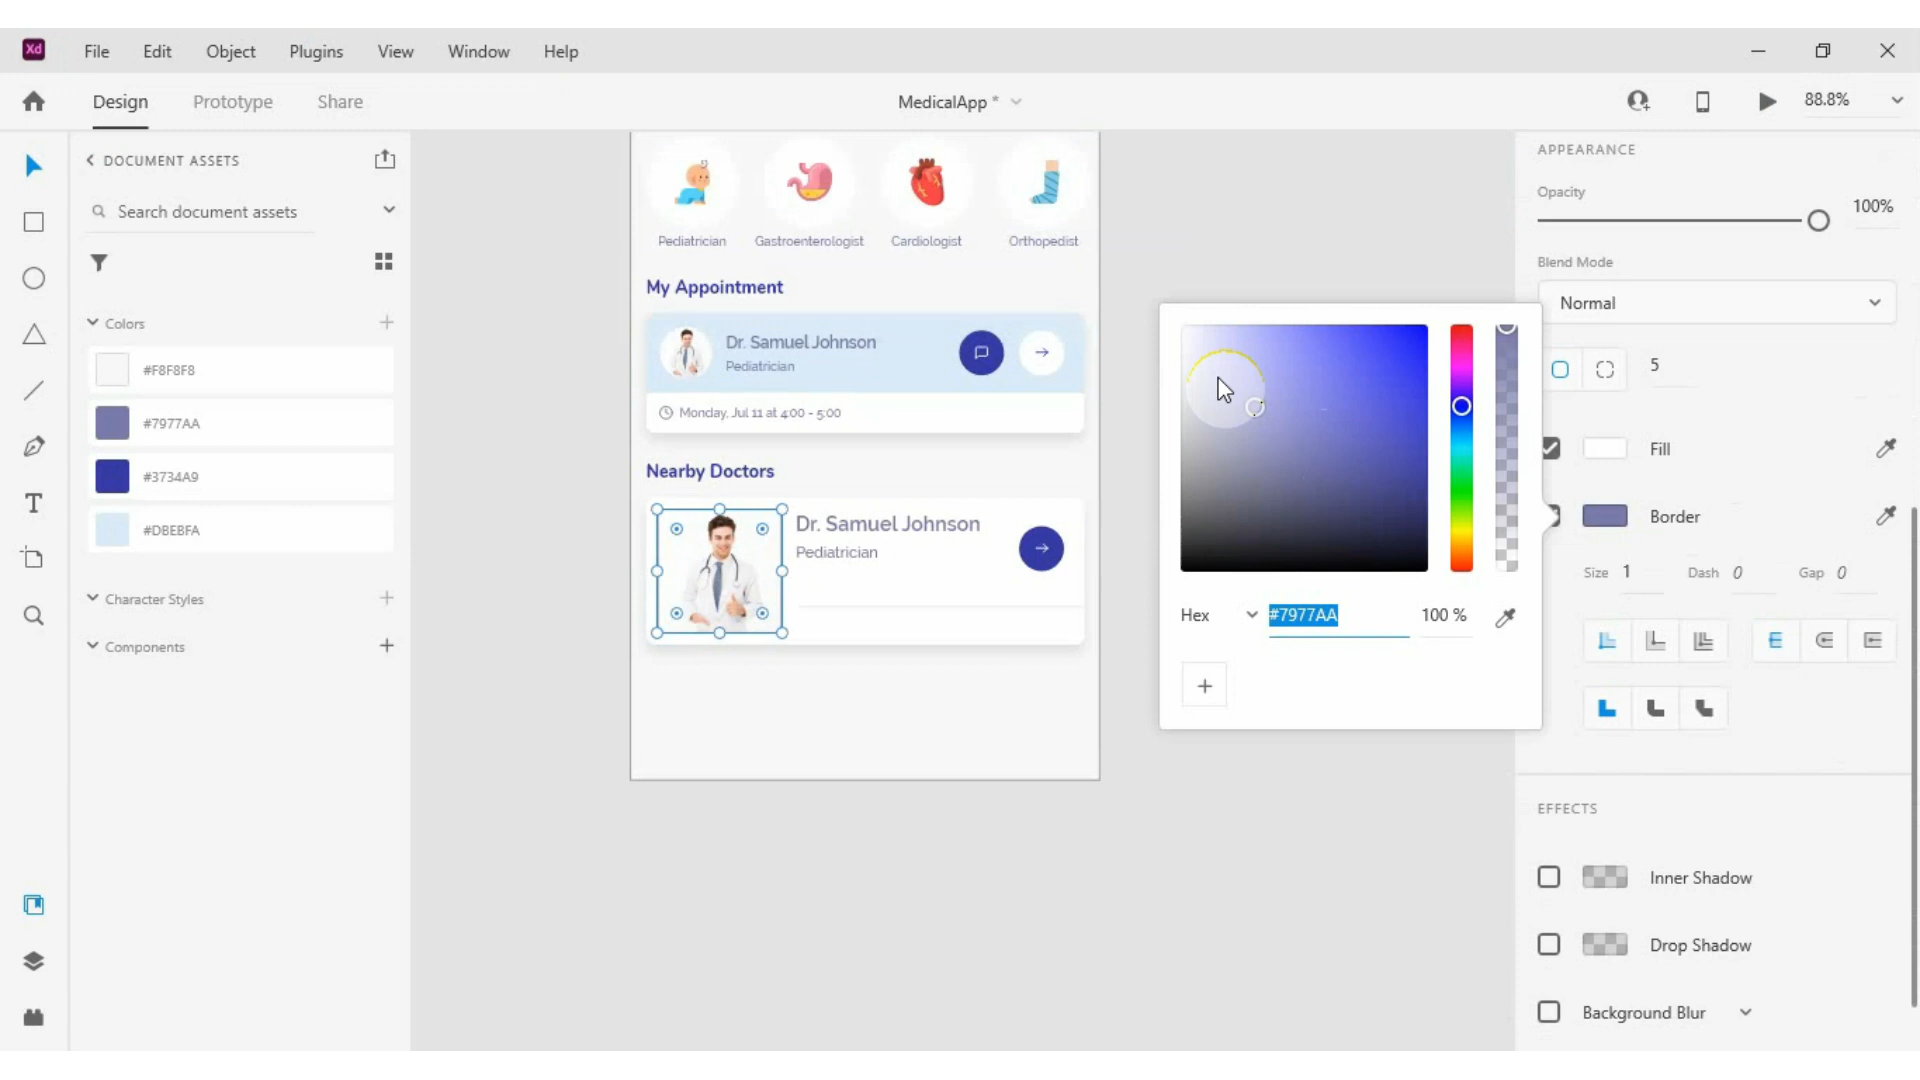 Xd File Edit Object Plugins View Window Help
Design Prototype Share MedicalApp * 88.8%
DOCUMENT ASSETS
Search document assets
Colors
#F8F8F8
#7977AA
#3734A9
#DBEBFA
Character Styles
Components
Pediatrician Gastroenterologist Cardiologist Orthopedist
My Appointment
Dr. Samuel Johnson
Pediatrician
Monday, Jul 11 at 4:00 - 5:00
Nearby Doctors
Dr. Samuel Johnson
Pediatrician
Hex #7977AA 100 %
APPEARANCE
Opacity
100%
Blend Mode
Normal
5
Fill
Border
Size 1 Dash 0 Gap 0
EFFECTS
Inner Shadow
Drop Shadow
Background Blur